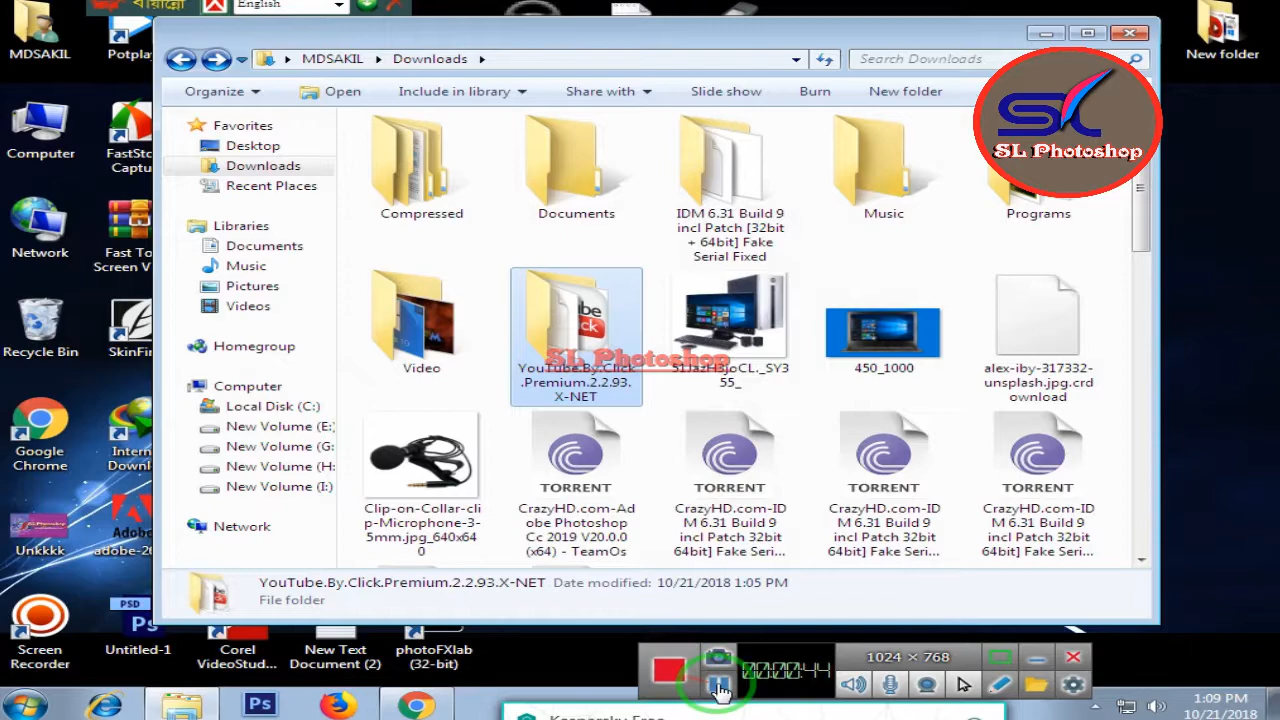 বায়ান্নো
English
MDSAKIL
Potplay
New folder
MDSAKIL
Downloads
Search Downloads
Organize
Open
Include in library
Share with
Slide show
Burn
New folder
SL Photoshop
Favorites
Desktop
Downloads
Recent Places
Libraries
Documents
Music
Pictures
Videos
Homegroup
Computer
Local Disk (C:)
New Volume (E:)
New Volume (G:
New Volume (H:
New Volume (I:)
Network
Computer
FastSto
Captu
Network
Fast To
Screen V
Recycle Bin
SkinFin
Google
Chrome
Intern
Downl
Unkkkk
Adobe
adobe-20
Screen
Recorder
PSD
Ps
Untitled-1
Corel
VideoStud...
New Text
Document (2)
photoFXlab
(32-bit)
Compressed
Documents
IDM 6.31 Build 9
incl Patch [32bit
+ 64bit] Fake
Serial Fixed
Music
Programs
Video
YouTube.By.Click
.Premium.2.2.93.
X-NET
SL Photoshop
55_
450_1000
alex-iby-317332-
unsplash.jpg.crd
ownload
Clip-on-Collar-cli
p-Microphone-3-
5mm.jpg_640x64
0
TORRENT
CrazyHD.com-Ad
obe Photoshop
Cc 2019 V20.0.0
(x64) - TeamOs
TORRENT
CrazyHD.com-ID
M 6.31 Build 9
incl Patch 32bit
64bit] Fake Seri...
TORRENT
CrazyHD.com-ID
M 6.31 Build 9
incl Patch 32bit
64bit] Fake Seri...
TORRENT
CrazyHD.com-ID
M 6.31 Build 9
incl Patch 32bit
64bit] Fake Seri...
YouTube.By.Click.Premium.2.2.93.X-NET Date modified: 10/21/2018 1:05 PM
File folder
00:00:44
1024 × 768
Ps
Kaspersky Free
1:09 PM
10/21/2018